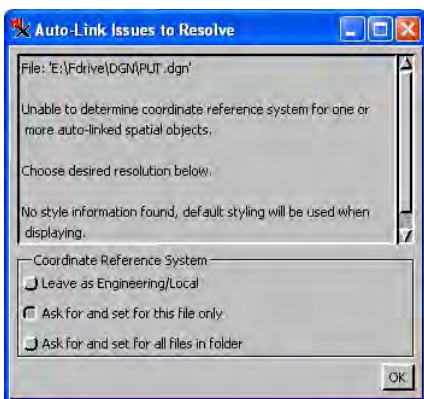 Auto-Link Issues to Resolve
File: 'E:\Fdrive\DGN\PUT.dgn'
Unable to determine coordinate reference system for one or
more auto-linked spatial objects.
Choose desired resolution below.
No style information found, default styling will be used when
displaying.
Coordinate Reference System
Leave as Engineering/Local
Ask for and set for this file only
Ask for and set for all files in folder
OK